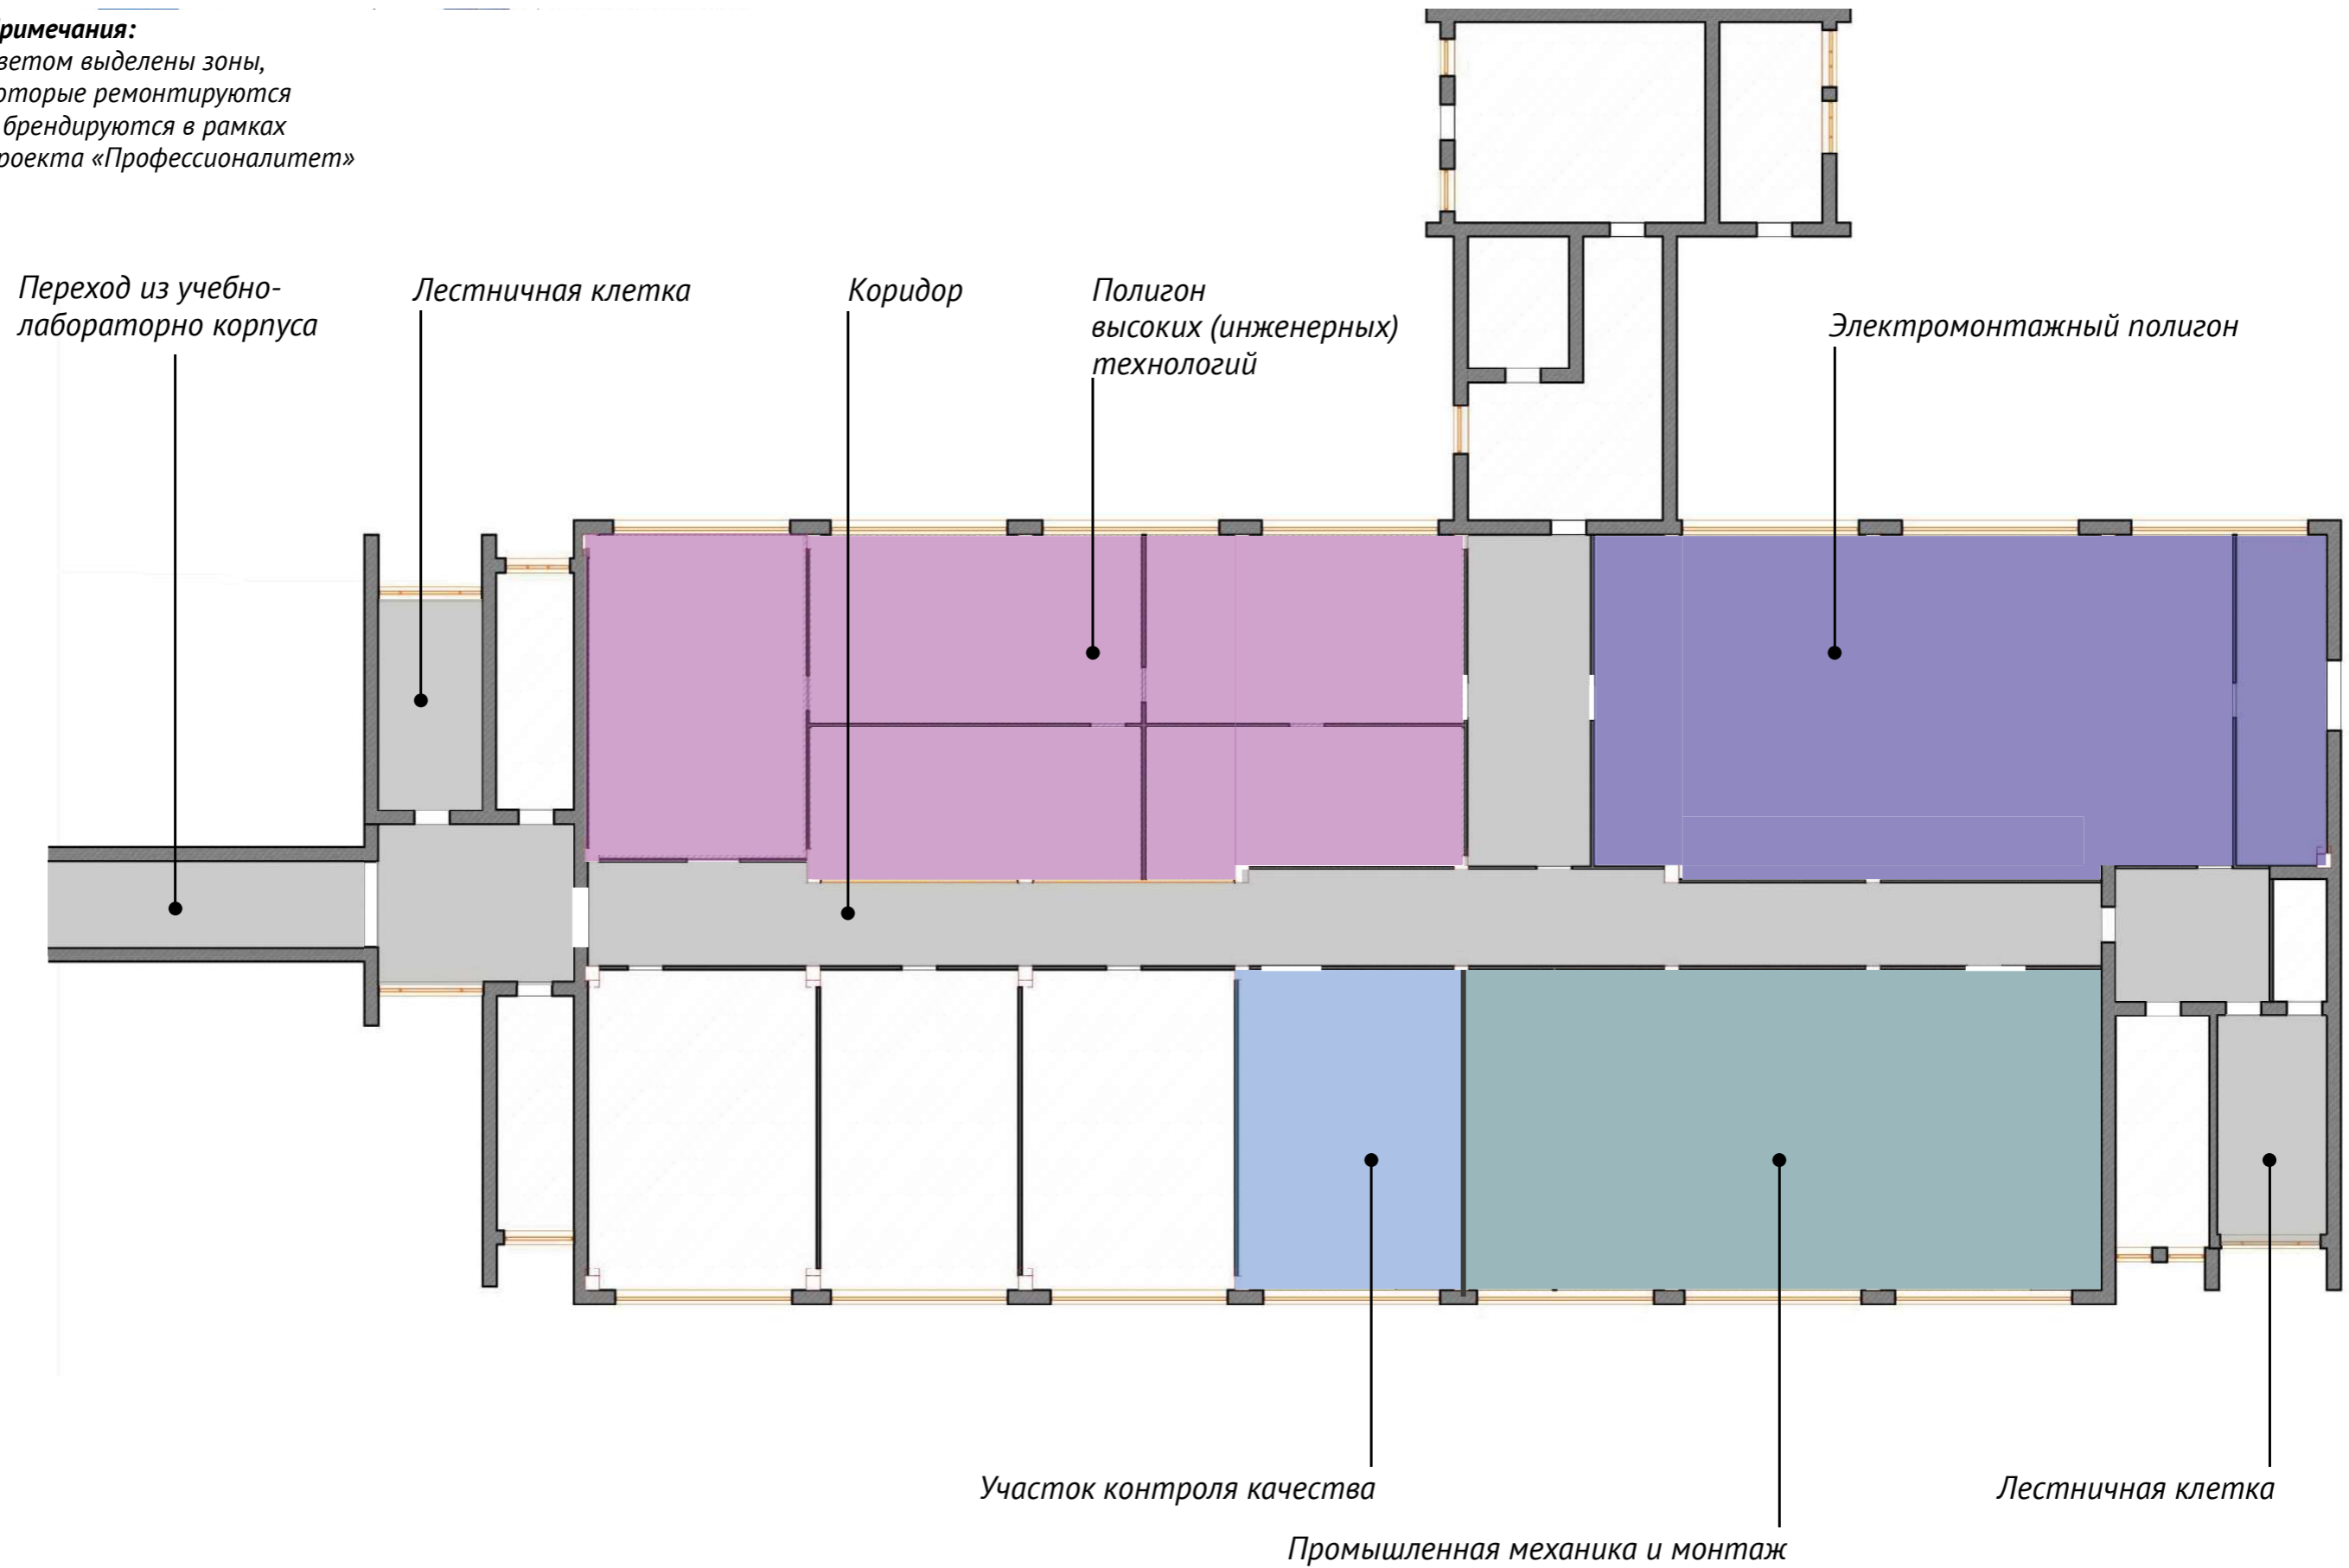 римечания:
ветом выделены зоны,
оторые ремонтируются
брендируются в рамках
роекта «Профессионалитет»
Переход из учебно-
лабораторно корпуса
Лестничная клетка
Коридор
Полигон
высоких (инженерных)
технологий
Электромонтажный полигон
Участок контроля качества
Лестничная клетка
Промышленная механика и монтаж